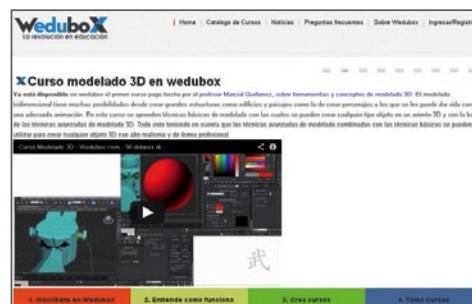 WeduboX
La revolución en educación
Home | Catalogo de Cursos | Noticias | Preguntas frecuentes | Sobre Wedubox | Ingresar/Registr
Curso modelado 3D en wedubox
Ya está disponible en wedubox el primer curso pago hecho por el profesor Marcial Quiñonez, sobre herramientas y conceptos de modelado 3D. El modelado
bidimensional tiene muchas posibilidades desde crear grandes estructuras como edificios y paisajes como la de crear personajes a los que se les puede dar vida con
una adecuada animación. En este curso se aprenden técnicas básicas de modelado con las cuales se pueden crear cualquier tipo objeto en un asiento 3D y con la
de las técnicas avanzadas de modelado 3D. Todo esto teniendo en cuenta que las técnicas avanzadas de modelado combinadas con las técnicas básicas se pueden
utilizar para crear cualquier objeto 3D con alto realismo y de forma profesional
Curso Modelado 3D - Wedubox.com - 90 dolares di
武
1. Inscribete en WeduboX
2. Entiende como funciona
3. Crea cursos
4. Toma Cursos